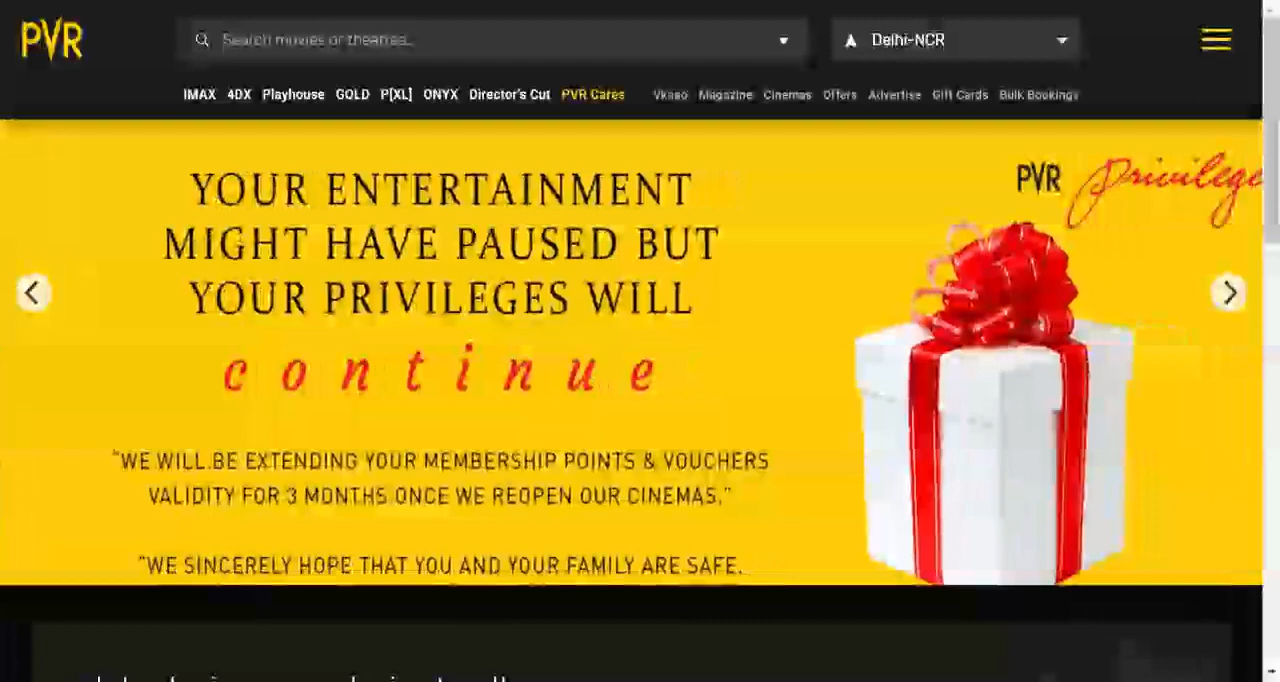 PVR
Search movies or theatres..
Delhi-NCR
IMAX 4DX Playhouse GOLD P[XL] ONYX Director's Cut PVR Cares Vkaao Magazine Cinemas Offers Advertise Gift Cards Bulk Bookings
PVR Privilege
YOUR ENTERTAINMENT
MIGHT HAVE PAUSED BUT
YOUR PRIVILEGES WILL
continue
"WE WILL BE EXTENDING YOUR MEMBERSHIP POINTS & VOUCHERS
VALIDITY FOR 3 MONTHS ONCE WE REOPEN OUR CINEMAS."
"WE SINCERELY HOPE THAT YOU AND YOUR FAMILY ARE SAFE.